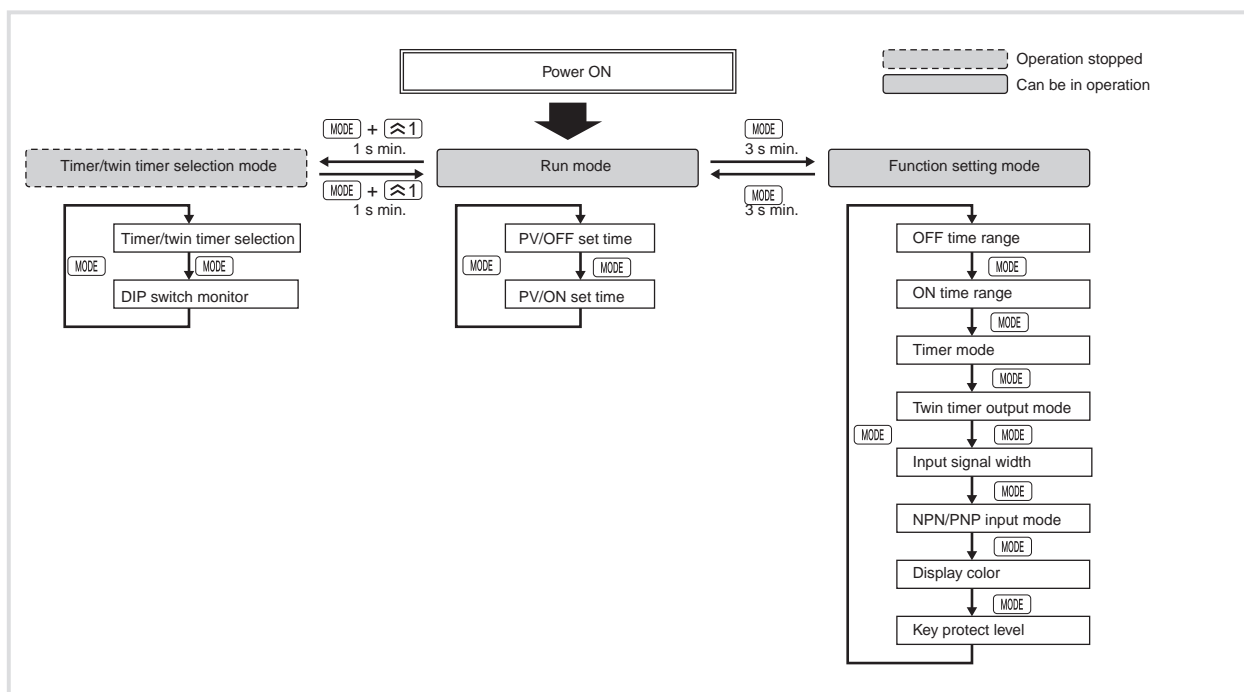 Power ON
Operation stopped
Can be in operation
MODE + ︽1
1 s min.
MODE
3 s min.
Timer/twin timer selection mode
Run mode
Function setting mode
MODE + ︽1
1 s min.
MODE
3 s min.
Timer/twin timer selection
MODE
MODE
DIP switch monitor
PV/OFF set time
MODE
MODE
PV/ON set time
OFF time range
MODE
ON time range
MODE
Timer mode
MODE
Twin timer output mode
MODE
MODE
Input signal width
MODE
NPN/PNP input mode
MODE
Display color
MODE
Key protect level